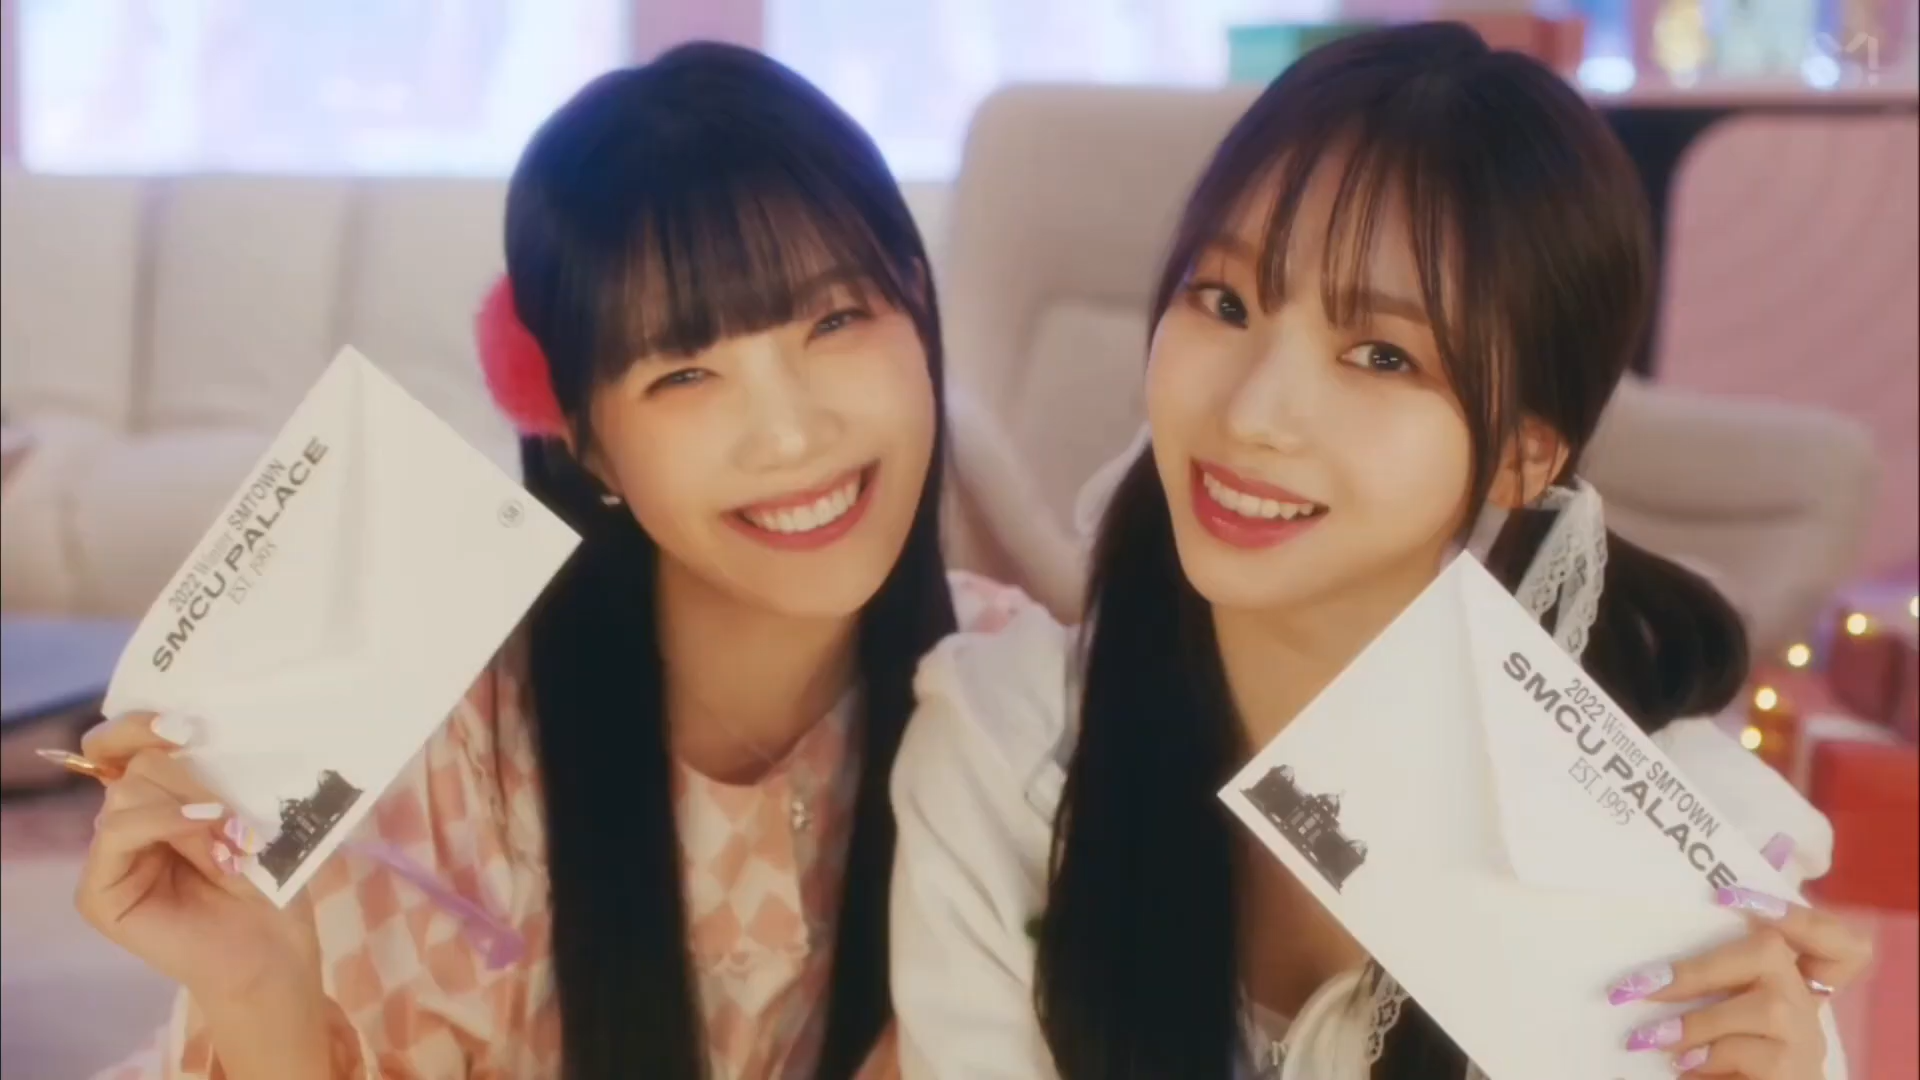 2022 Winter SMTOWN
SMCU PALACE
EST. 1995
2022 Winter SMTOWN
SMCU PALACE
EST. 1995